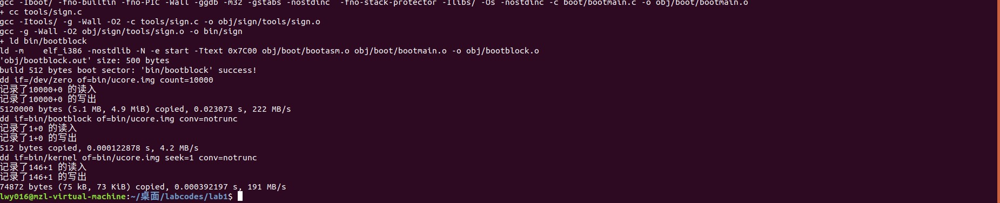 gcc -Iboot/ -fno-builtin -fno-PIC -Wall -ggdb -m32 -gstabs -nostdinc  -fno-stack-protector -Ilibs/ -Os -nostdinc -c boot/bootmain.c -o obj/boot/bootmain.o
+ cc tools/sign.c
gcc -Itools/ -g -Wall -O2 -c tools/sign.c -o obj/sign/tools/sign.o
gcc -g -Wall -O2 obj/sign/tools/sign.o -o bin/sign
+ ld bin/bootblock
ld -m    elf_i386 -nostdlib -N -e start -Ttext 0x7C00 obj/boot/bootasm.o obj/boot/bootmain.o -o obj/bootblock.o
'obj/bootblock.out' size: 500 bytes
build 512 bytes boot sector: 'bin/bootblock' success!
dd if=/dev/zero of=bin/ucore.img count=10000
记录了10000+0 的读入
记录了10000+0 的写出
5120000 bytes (5.1 MB, 4.9 MiB) copied, 0.023073 s, 222 MB/s
dd if=bin/bootblock of=bin/ucore.img conv=notrunc
记录了1+0 的读入
记录了1+0 的写出
512 bytes copied, 0.000122878 s, 4.2 MB/s
dd if=bin/kernel of=bin/ucore.img seek=1 conv=notrunc
记录了146+1 的读入
记录了146+1 的写出
74872 bytes (75 kB, 73 KiB) copied, 0.000392197 s, 191 MB/s
lwy016@mzl-virtual-machine:~/桌面/labcodes/lab1$